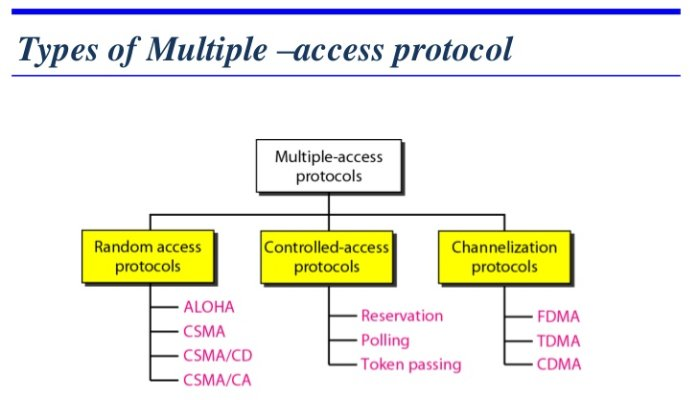 Types of Multiple –access protocol
Multiple-access
protocols
Random access
protocols
Controlled-access
protocols
Channelization
protocols
ALOHA
CSMA
CSMA/CD
CSMA/CA
Reservation
Polling
Token passing
FDMA
TDMA
CDMA